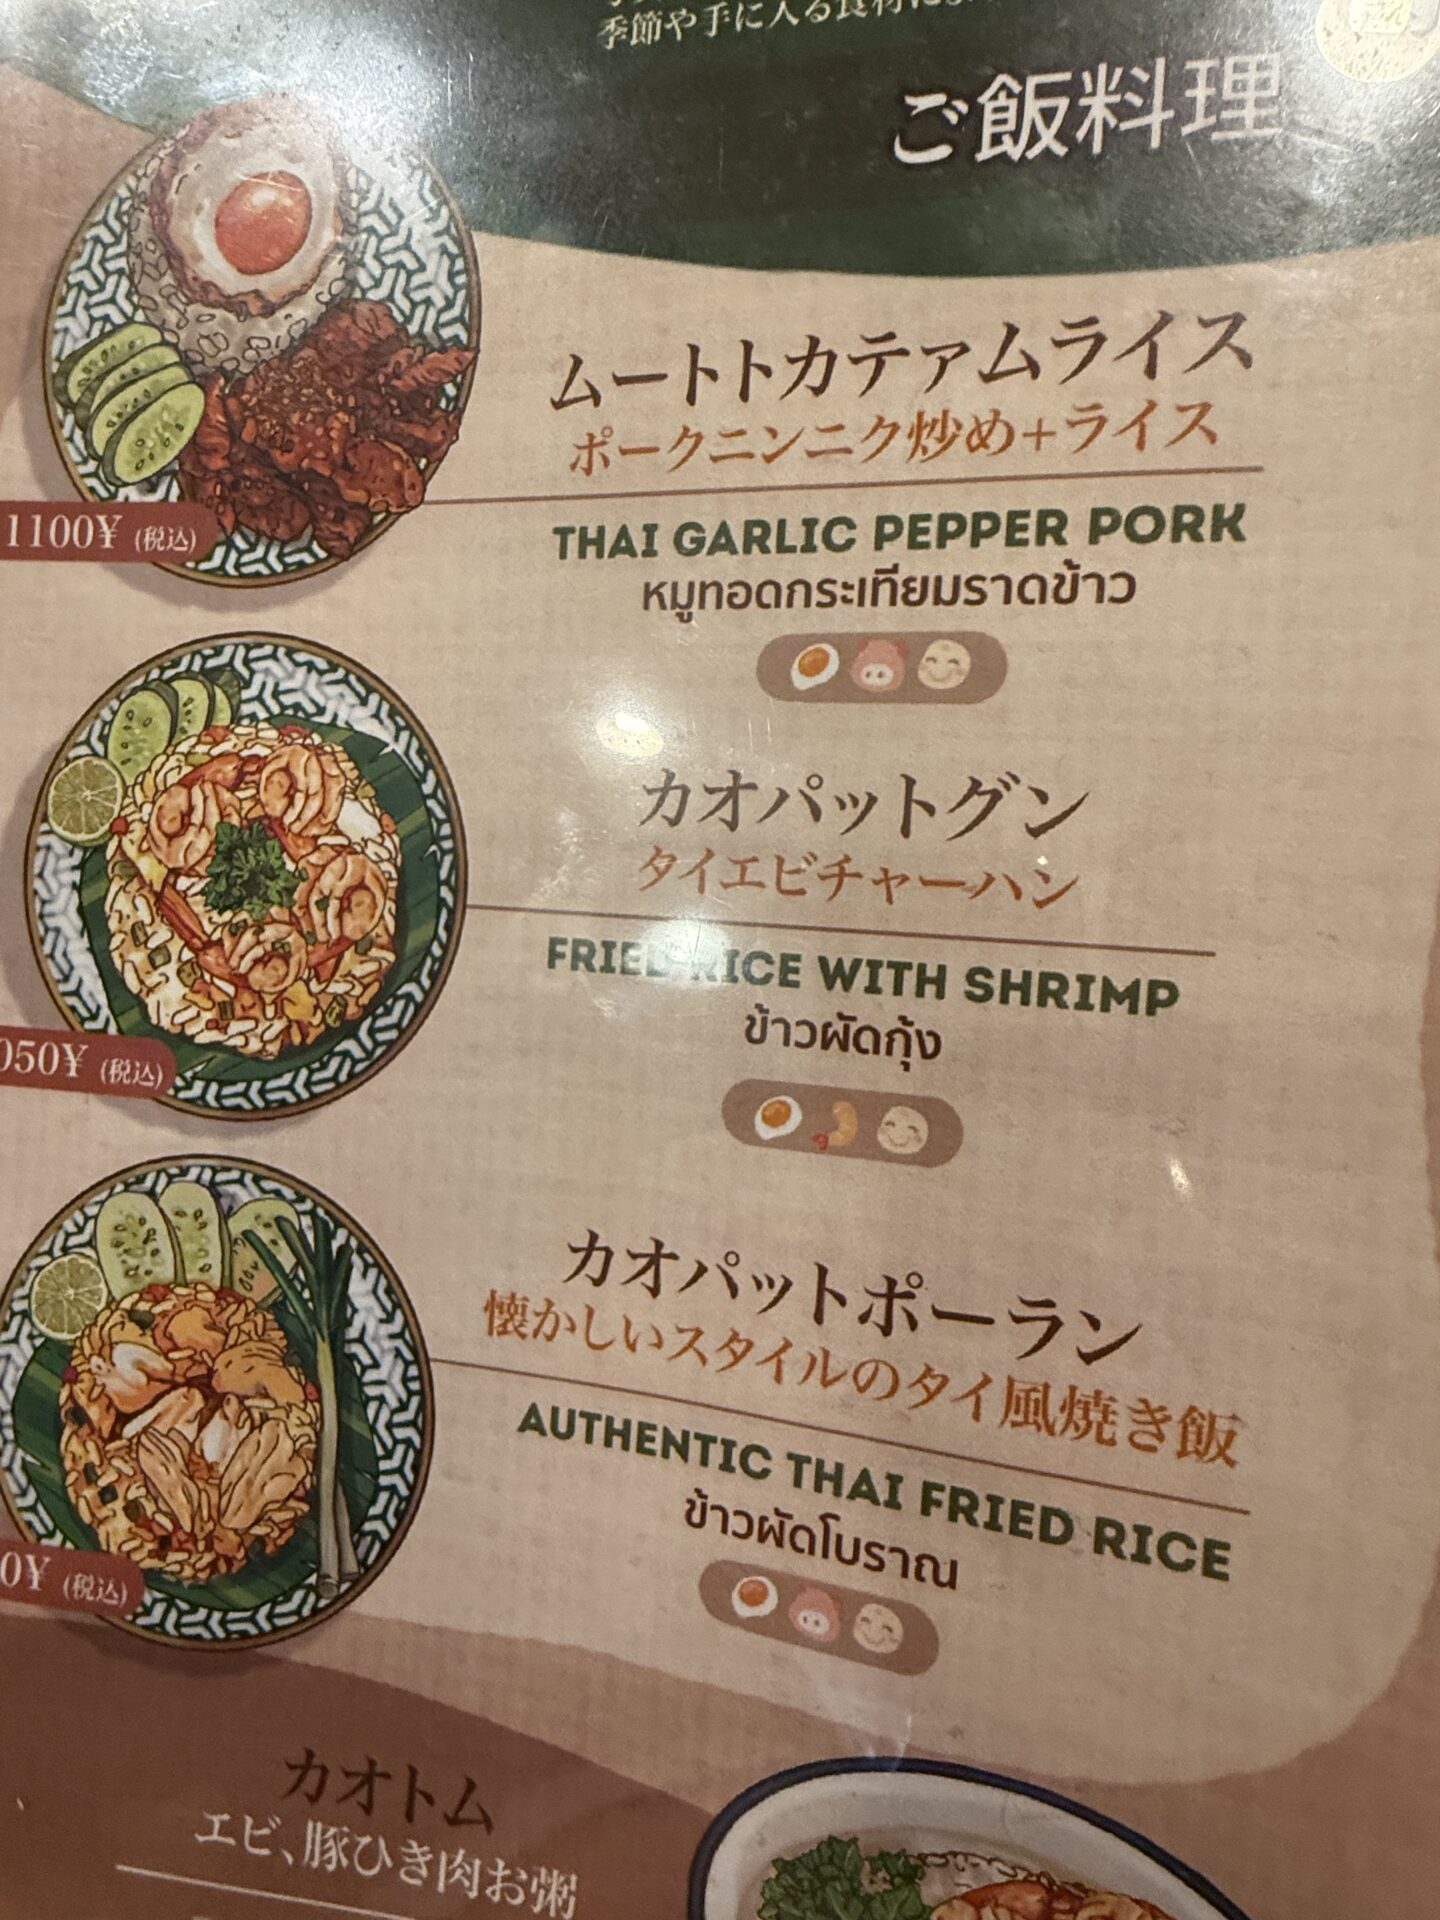 季節や手に入る食材に
ご飯料理
ムートトカティアムライス
ポークニンニク炒め+ライス
1100¥ (税込)
THAI GARLIC PEPPER PORK
หมูทอดกระเทียมราดข้าว
カオパットグン
タイエビチャーハン
050¥ (税込)
FRIED RICE WITH SHRIMP
ข้าวผัดกุ้ง
カオパットポーラン
懐かしいスタイルのタイ風焼き飯
AUTHENTIC THAI FRIED RICE
0¥ (税込)
ข้าวผัดโบราณ
カオトム
エビ、豚ひき肉お粥